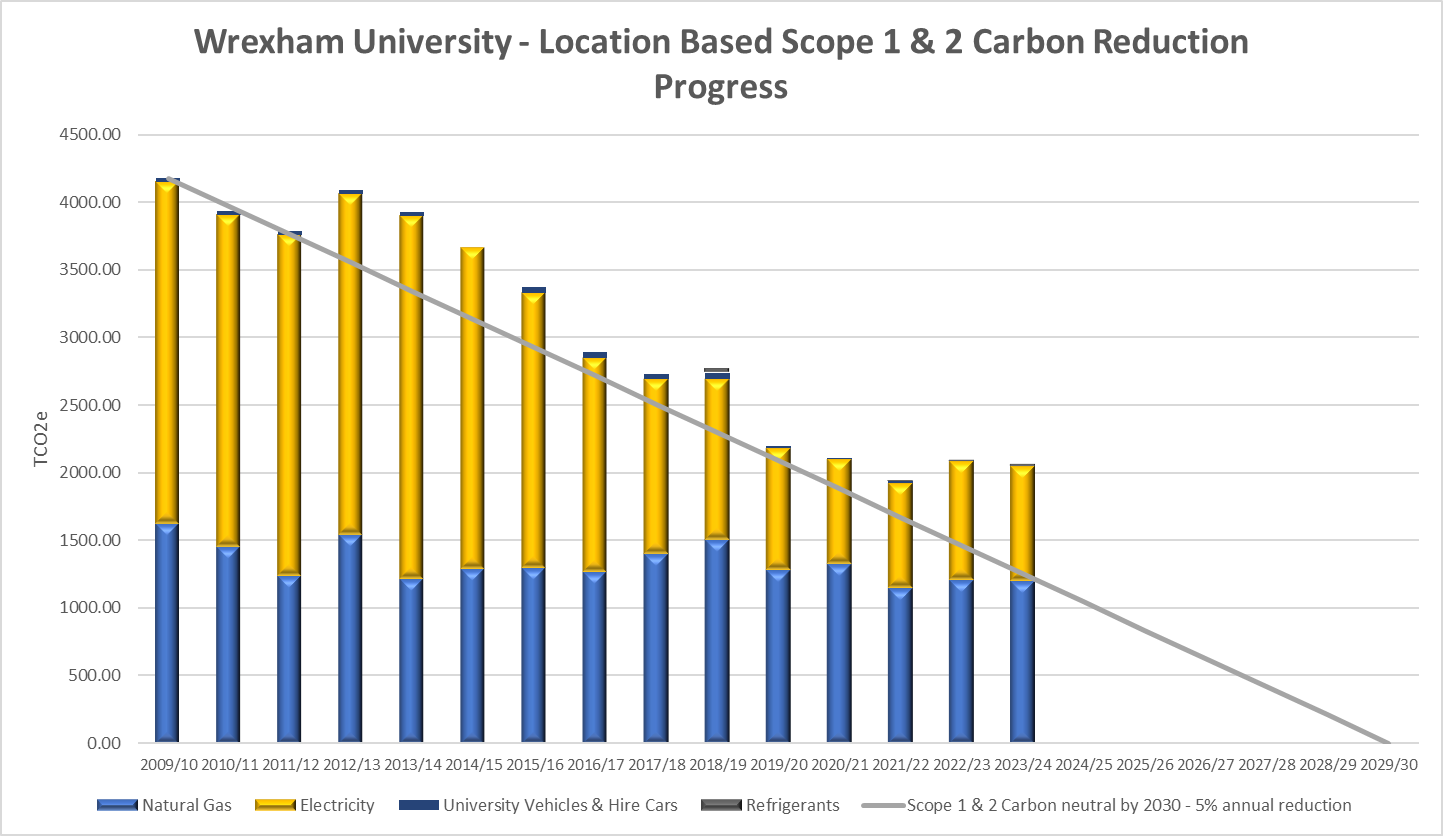 Wrexham University - Location Based Scope 1 & 2 Carbon Reduction
Progress
4500.00
4000.00
3500.00
3000.00
2500.00
2000.00
1500.00
1000.00
500.00
0.00
TCO2e
2009/10 2010/11 2011/12 2012/13 2013/14 2014/15 2015/16 2016/17 2017/18 2018/19 2019/20 2020/21 2021/22 2022/23 2023/24 2024/25 2025/26 2026/27 2027/28 2028/29 2029/30
Natural Gas Electricity University Vehicles & Hire Cars Refrigerants Scope 1 & 2 Carbon neutral by 2030 - 5% annual reduction